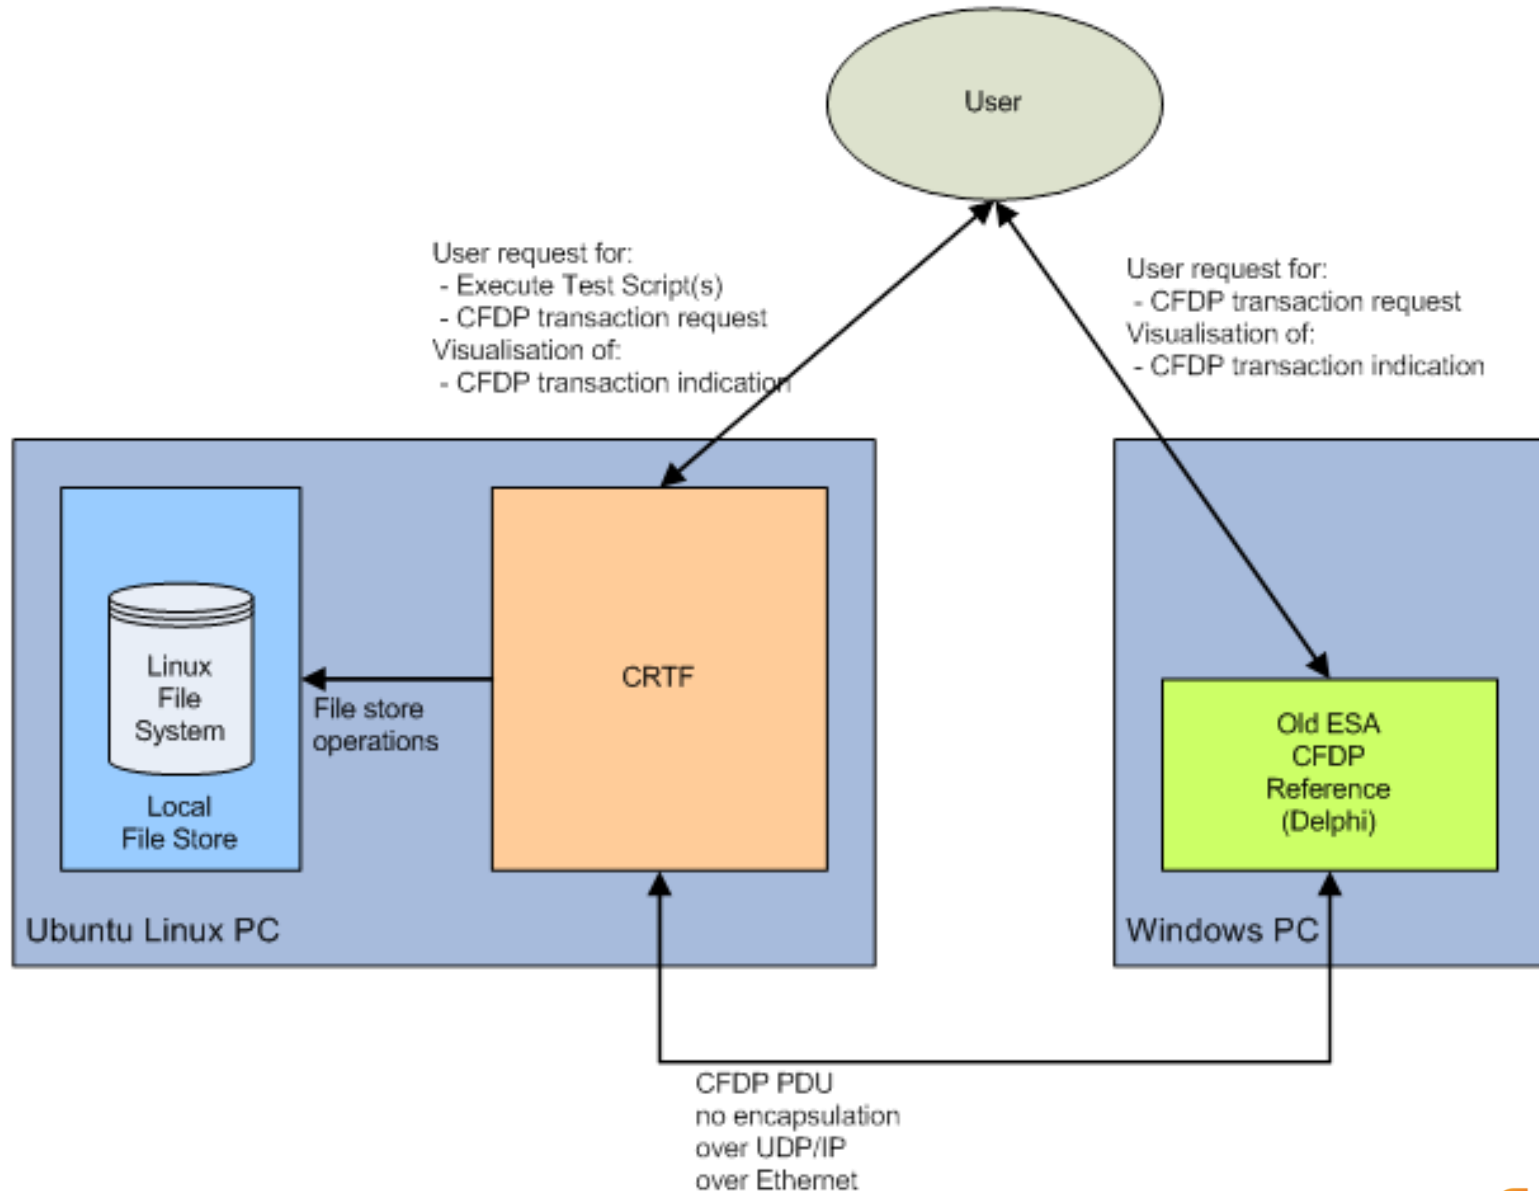 User
User request for:
- Execute Test Script(s)
- CFDP transaction request
Visualisation of:
- CFDP transaction indication
User request for:
- CFDP transaction request
Visualisation of:
- CFDP transaction indication
Linux
File
System
Local
File Store
File store
operations
CRTF
Ubuntu Linux PC
Old ESA
CFDP
Reference
(Delphi)
Windows PC
CFDP PDU
no encapsulation
over UDP/IP
over Ethernet